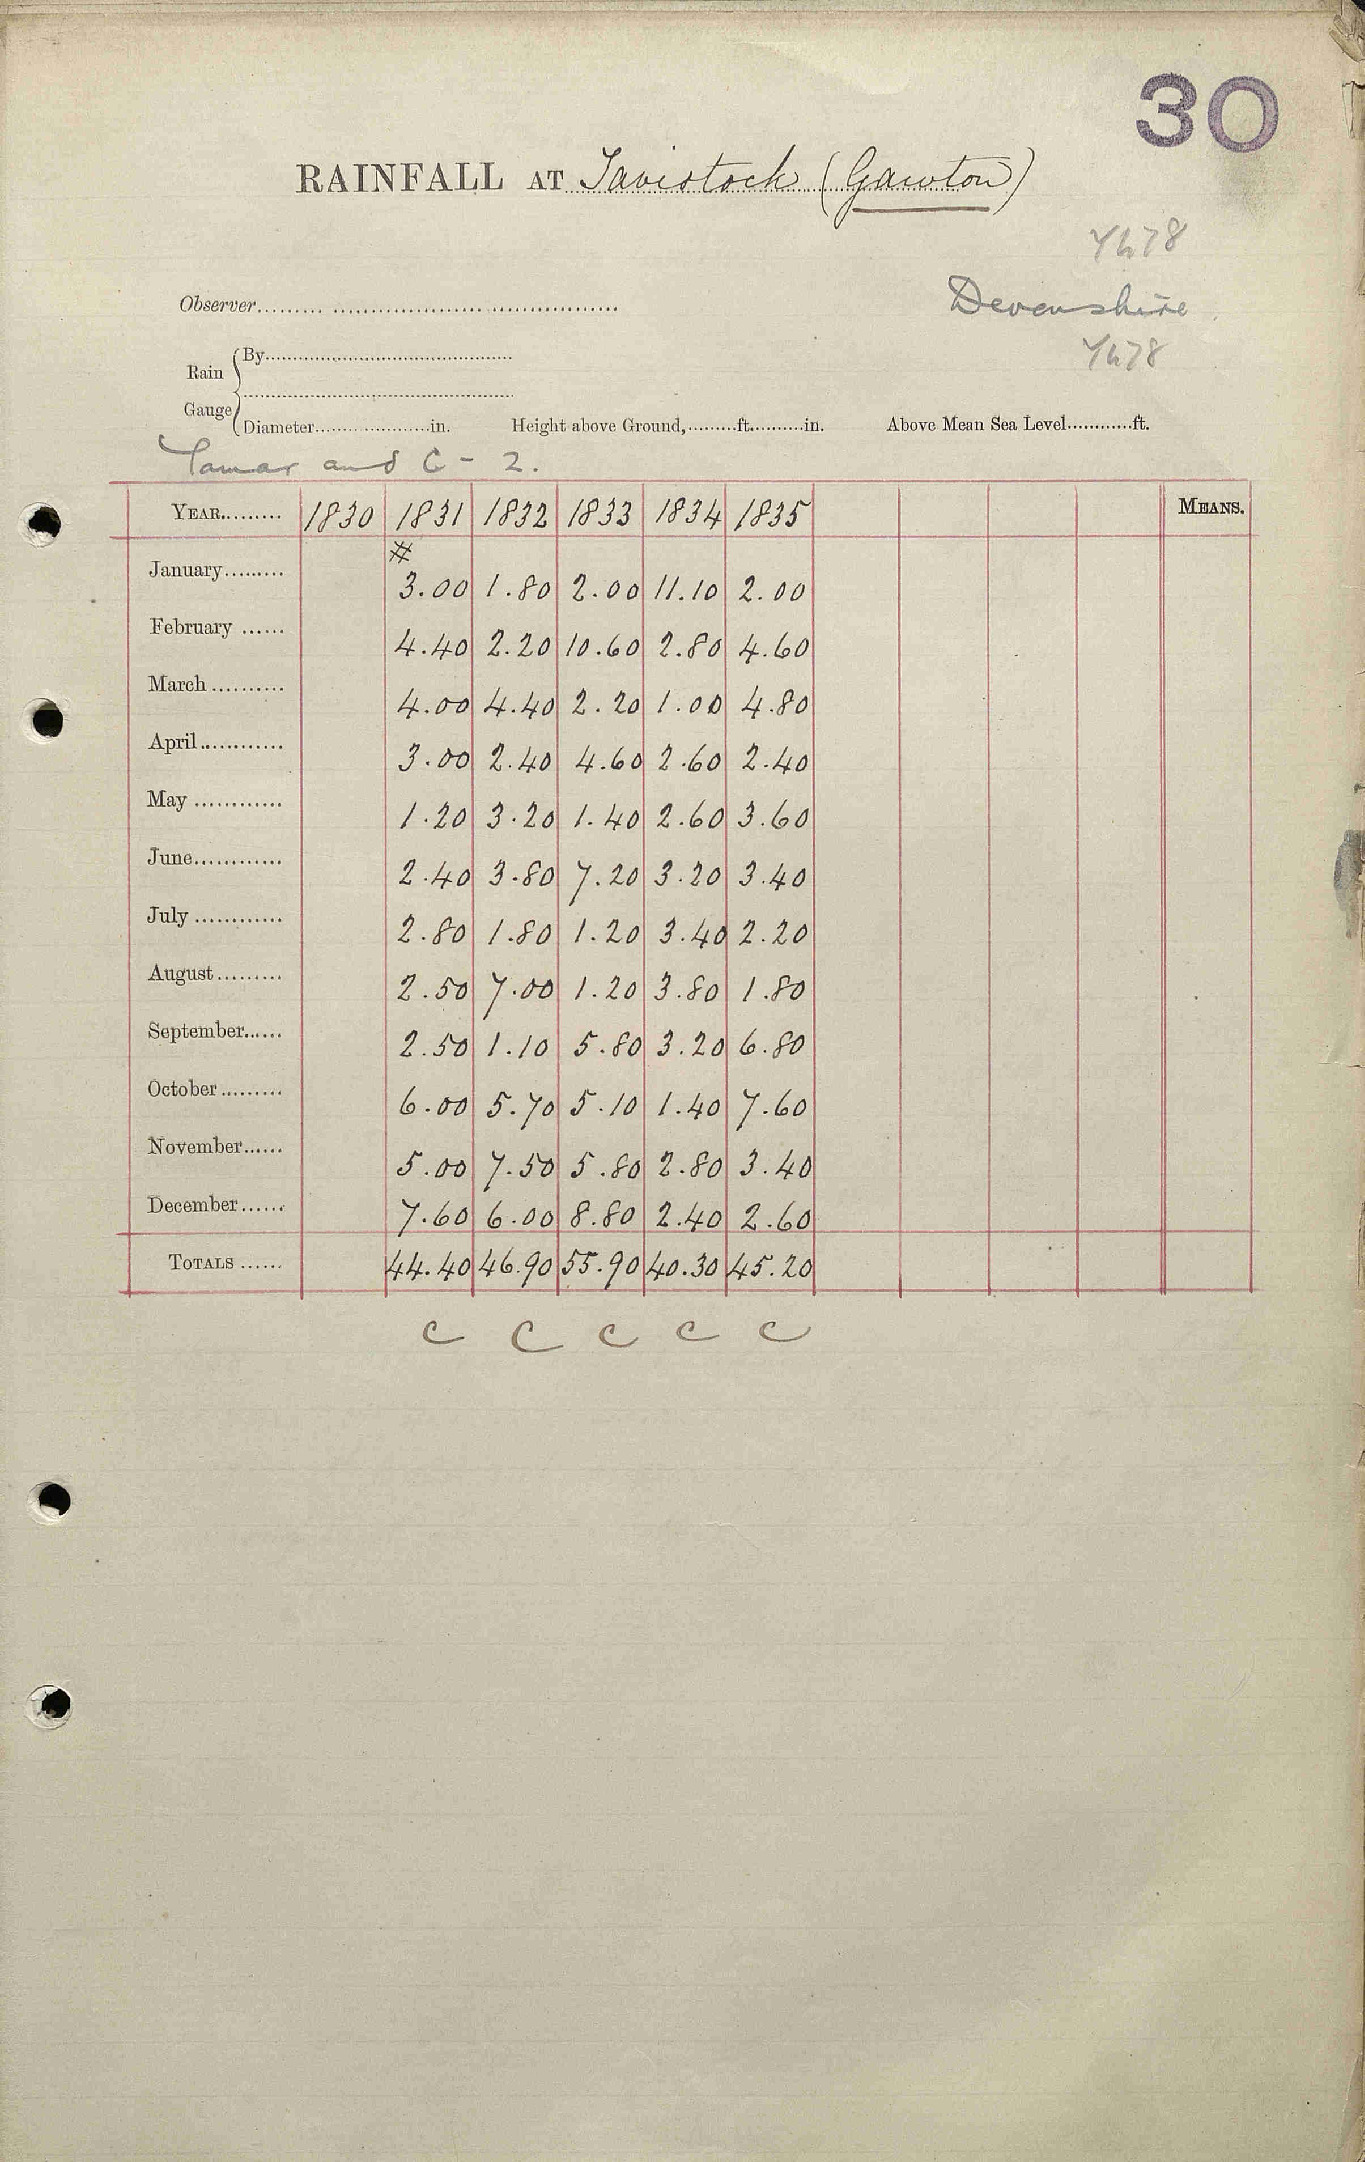 30
RAINFALL AT Tavistock (Gawton)
4h78
Observer
Devonshire
4h78
Rain Gauge
By
Diameter in. Height above Ground, ft. in. Above Mean Sea Level ft.
Tamar and C - 2.
YEAR 1830 1831 1832 1833 1834 1835 MEANS.
#
January 3.00 1.80 2.00 11.10 2.00
February 4.40 2.20 10.60 2.80 4.60
March 4.00 4.40 2.20 1.00 4.80
April 3.00 2.40 4.60 2.60 2.40
May 1.20 3.20 1.40 2.60 3.60
June 2.40 3.80 7.20 3.20 3.40
July 2.80 1.80 1.20 3.40 2.20
August 2.50 7.00 1.20 3.80 1.80
September 2.50 1.10 5.80 3.20 6.80
October 6.00 5.70 5.10 1.40 7.60
November 5.00 7.50 5.80 2.80 3.40
December 7.60 6.00 8.80 2.40 2.60
TOTALS 44.40 46.90 55.90 40.30 45.20
C C C C C